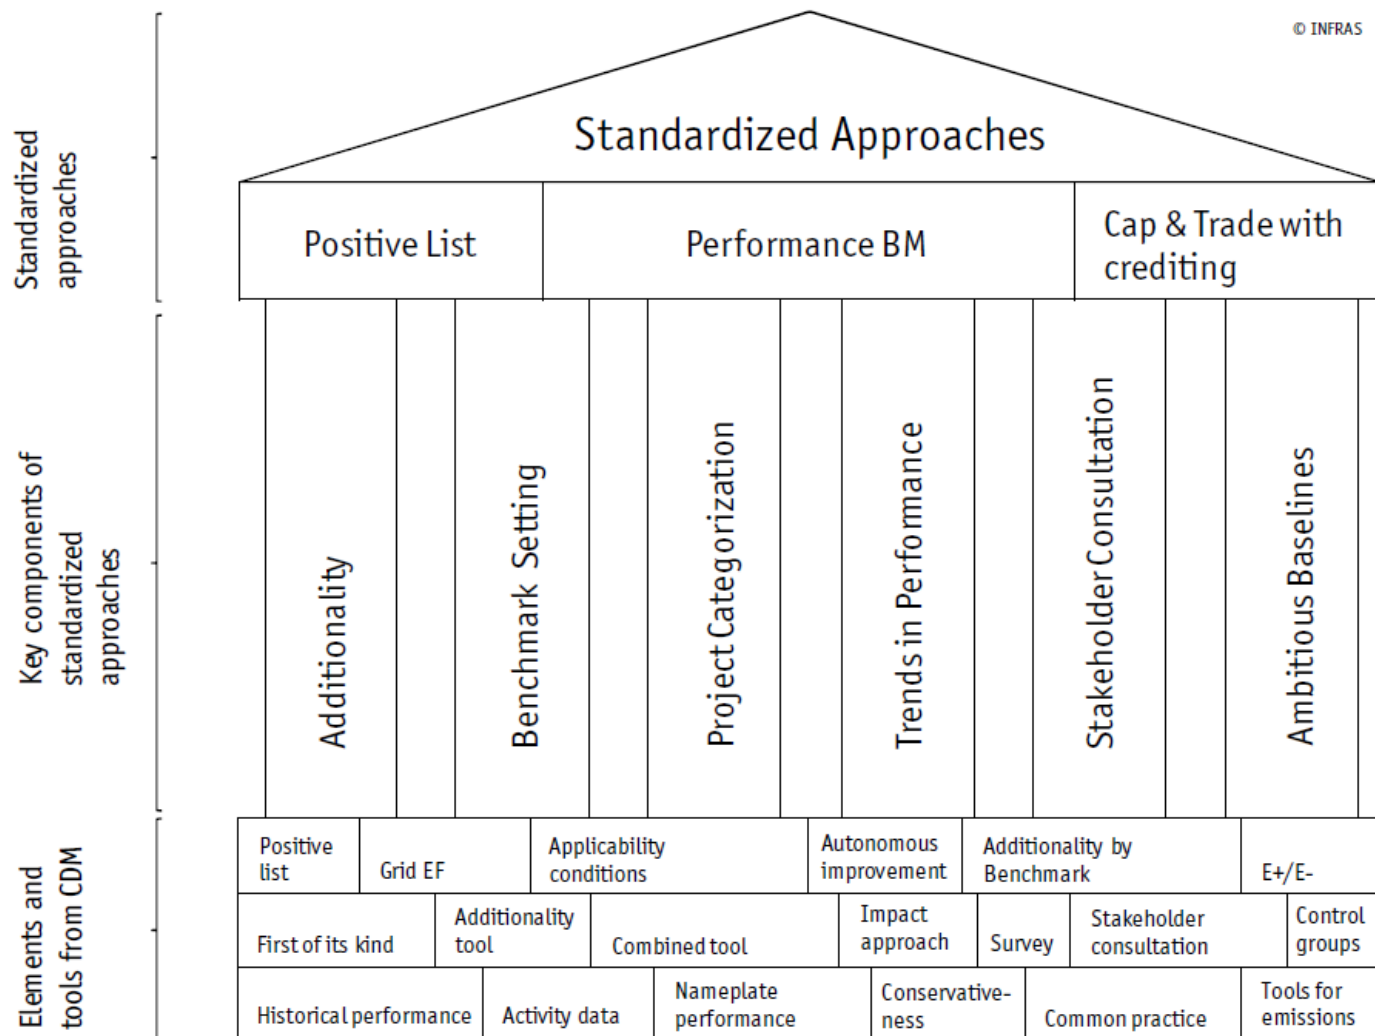 © INFRAS
Standardized
approaches
Standardized Approaches
Positive List
Performance BM
Cap & Trade with
crediting
Key components of
standardized
approaches
Additionality
Benchmark Setting
Project Categorization
Trends in Performance
Stakeholder Consultation
Ambitious Baselines
Elements and
tools from CDM
Positive
list
Grid EF
Applicability
conditions
Autonomous
improvement
Additionality by
Benchmark
E+/E-
First of its kind
Additionality
tool
Combined tool
Impact
approach
Survey
Stakeholder
consultation
Control
groups
Historical performance
Activity data
Nameplate
performance
Conservative-
ness
Common practice
Tools for
emissions